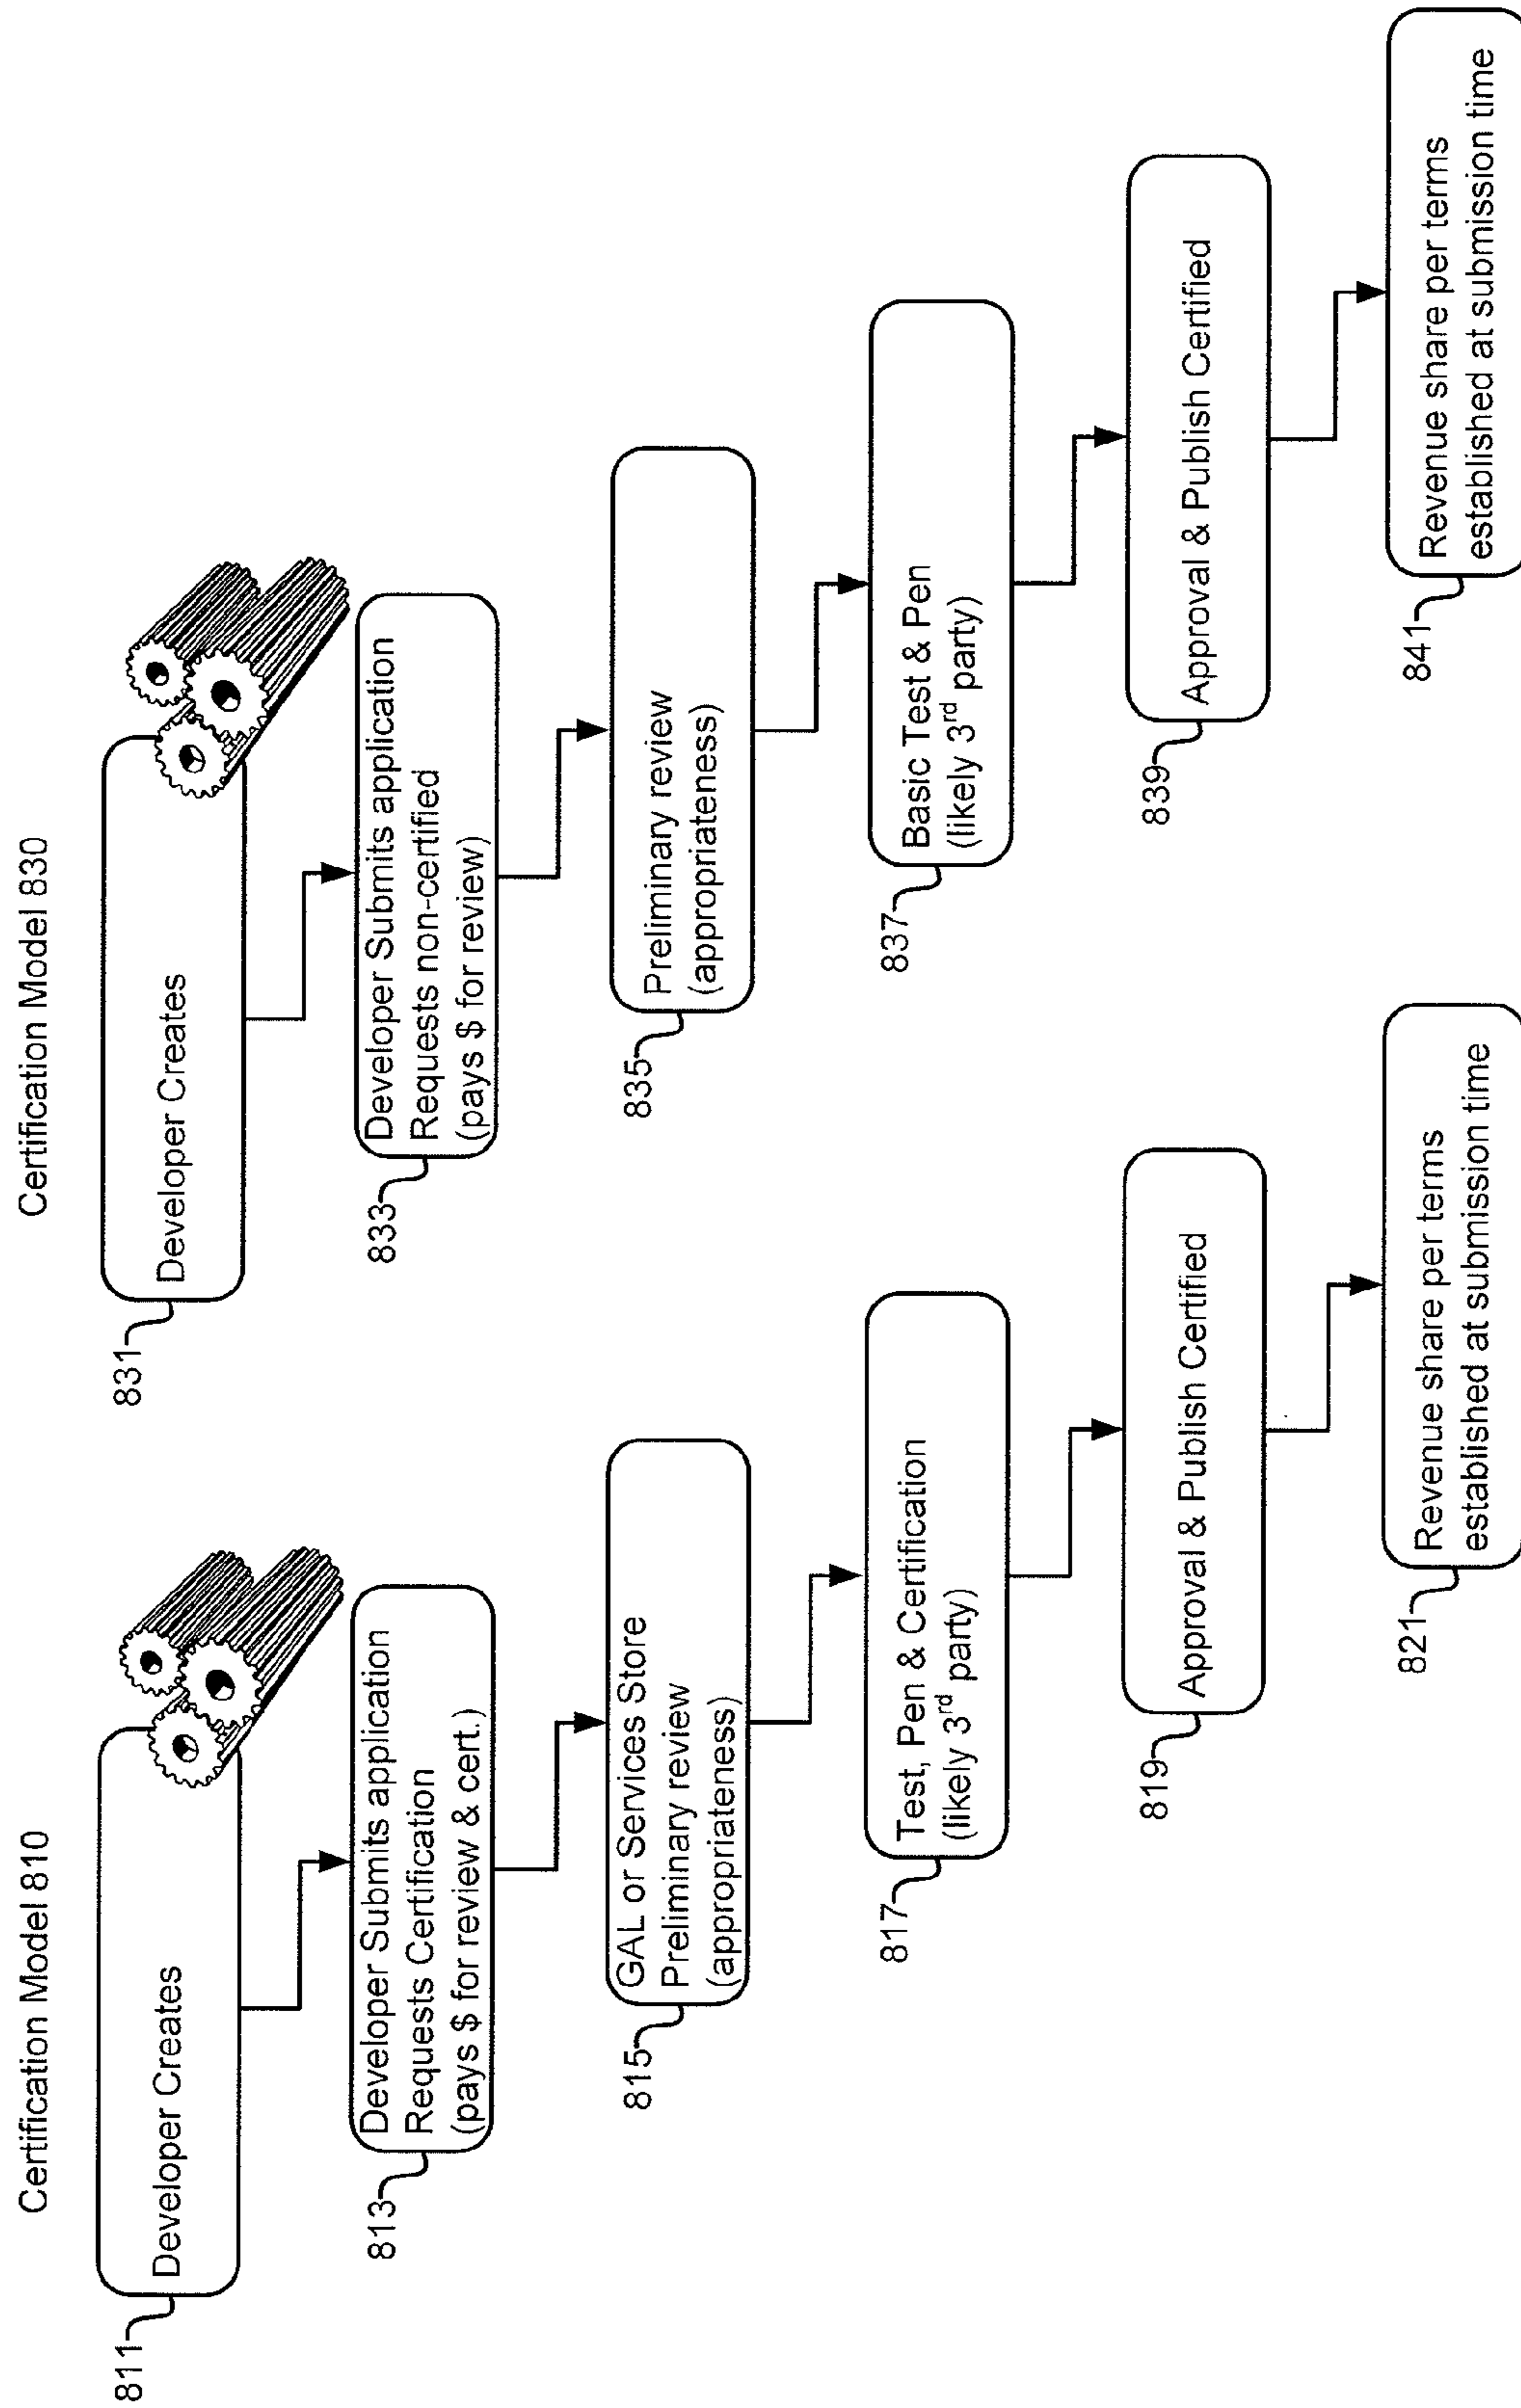 Certification Model 810
811
Developer Creates
813
Developer Submits application
Requests Certification
(pays $ for review & cert.)
815
GAL or Services Store
Preliminary review
(appropriateness)
817
Test, Pen & Certification
(likely 3rd party)
819
Approval & Publish Certified
821
Revenue share per terms
established at submission time
Certification Model 830
831
Developer Creates
833
Developer Submits application
Requests non-certified
(pays $ for review)
835
Preliminary review
(appropriateness)
837
Basic Test & Pen
(likely 3rd party)
839
Approval & Publish Certified
841
Revenue share per terms
established at submission time